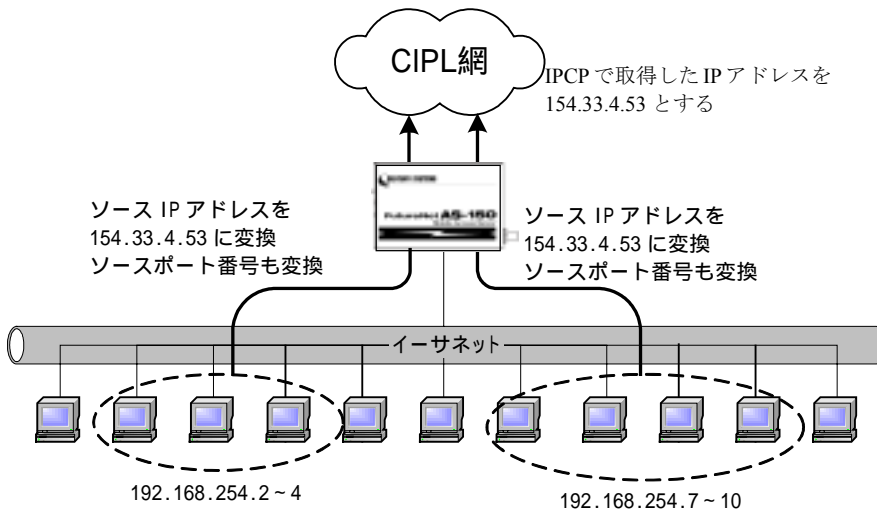 CIPL網
IPCP で取得した IP アドレスを
154.33.4.53 とする
FutureNet AS-150
ソース IP アドレスを
154.33.4.53 に変換
ソースポート番号も変換
ソース IP アドレスを
154.33.4.53 に変換
ソースポート番号も変換
イーサネット
192.168.254.2~4
192.168.254.7~10